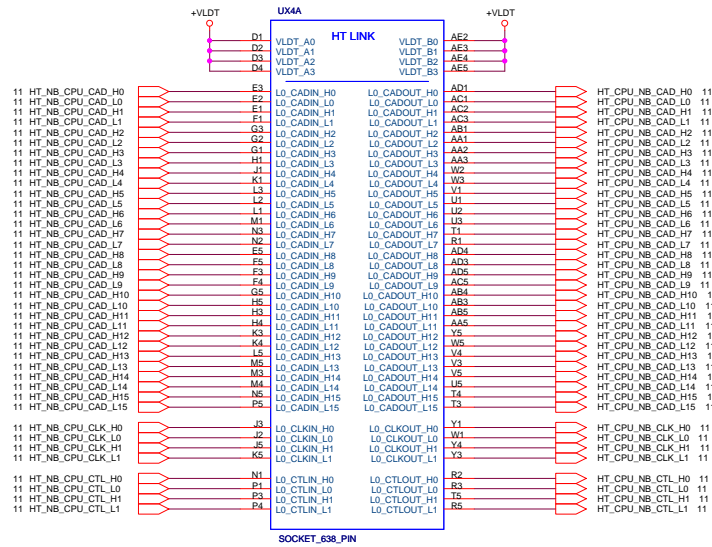 +VLDT UX4A +VLDT
HT LINK
D1 VLDT_A0 VLDT_B0 AE2
D2 VLDT_A1 VLDT_B1 AE3
D3 VLDT_A2 VLDT_B2 AE4
D4 VLDT_A3 VLDT_B3 AE5
11 HT_NB_CPU_CAD_H0 E3 L0_CADIN_H0 L0_CADOUT_H0 AD1 HT_CPU_NB_CAD_H0 11
11 HT_NB_CPU_CAD_L0 E2 L0_CADIN_L0 L0_CADOUT_L0 AC1 HT_CPU_NB_CAD_L0 11
11 HT_NB_CPU_CAD_H1 E1 L0_CADIN_H1 L0_CADOUT_H1 AC2 HT_CPU_NB_CAD_H1 11
11 HT_NB_CPU_CAD_L1 F1 L0_CADIN_L1 L0_CADOUT_L1 AC3 HT_CPU_NB_CAD_L1 11
11 HT_NB_CPU_CAD_H2 G3 L0_CADIN_H2 L0_CADOUT_H2 AB1 HT_CPU_NB_CAD_H2 11
11 HT_NB_CPU_CAD_L2 G2 L0_CADIN_L2 L0_CADOUT_L2 AA1 HT_CPU_NB_CAD_L2 11
11 HT_NB_CPU_CAD_H3 G1 L0_CADIN_H3 L0_CADOUT_H3 AA2 HT_CPU_NB_CAD_H3 11
11 HT_NB_CPU_CAD_L3 H1 L0_CADIN_L3 L0_CADOUT_L3 AA3 HT_CPU_NB_CAD_L3 11
11 HT_NB_CPU_CAD_H4 J1 L0_CADIN_H4 L0_CADOUT_H4 W2 HT_CPU_NB_CAD_H4 11
11 HT_NB_CPU_CAD_L4 K1 L0_CADIN_L4 L0_CADOUT_L4 W3 HT_CPU_NB_CAD_L4 11
11 HT_NB_CPU_CAD_H5 L3 L0_CADIN_H5 L0_CADOUT_H5 V1 HT_CPU_NB_CAD_H5 11
11 HT_NB_CPU_CAD_L5 L2 L0_CADIN_L5 L0_CADOUT_L5 U1 HT_CPU_NB_CAD_L5 11
11 HT_NB_CPU_CAD_H6 L1 L0_CADIN_H6 L0_CADOUT_H6 U2 HT_CPU_NB_CAD_H6 11
11 HT_NB_CPU_CAD_L6 M1 L0_CADIN_L6 L0_CADOUT_L6 U3 HT_CPU_NB_CAD_L6 11
11 HT_NB_CPU_CAD_H7 N3 L0_CADIN_H7 L0_CADOUT_H7 T1 HT_CPU_NB_CAD_H7 11
11 HT_NB_CPU_CAD_L7 N2 L0_CADIN_L7 L0_CADOUT_L7 R1 HT_CPU_NB_CAD_L7 11
11 HT_NB_CPU_CAD_H8 E5 L0_CADIN_H8 L0_CADOUT_H8 AD4 HT_CPU_NB_CAD_H8 11
11 HT_NB_CPU_CAD_L8 F5 L0_CADIN_L8 L0_CADOUT_L8 AD3 HT_CPU_NB_CAD_L8 11
11 HT_NB_CPU_CAD_H9 F3 L0_CADIN_H9 L0_CADOUT_H9 AD5 HT_CPU_NB_CAD_H9 11
11 HT_NB_CPU_CAD_L9 F4 L0_CADIN_L9 L0_CADOUT_L9 AC5 HT_CPU_NB_CAD_L9 11
11 HT_NB_CPU_CAD_H10 G5 L0_CADIN_H10 L0_CADOUT_H10 AB4 HT_CPU_NB_CAD_H10 1
11 HT_NB_CPU_CAD_L10 H5 L0_CADIN_L10 L0_CADOUT_L10 AB3 HT_CPU_NB_CAD_L10 1
11 HT_NB_CPU_CAD_H11 H3 L0_CADIN_H11 L0_CADOUT_H11 AB5 HT_CPU_NB_CAD_H11 1
11 HT_NB_CPU_CAD_L11 H4 L0_CADIN_L11 L0_CADOUT_L11 AA5 HT_CPU_NB_CAD_L11 1
11 HT_NB_CPU_CAD_H12 K3 L0_CADIN_H12 L0_CADOUT_H12 Y5 HT_CPU_NB_CAD_H12 1
11 HT_NB_CPU_CAD_L12 K4 L0_CADIN_L12 L0_CADOUT_L12 W5 HT_CPU_NB_CAD_L12 1
11 HT_NB_CPU_CAD_H13 L5 L0_CADIN_H13 L0_CADOUT_H13 V4 HT_CPU_NB_CAD_H13 1
11 HT_NB_CPU_CAD_L13 M5 L0_CADIN_L13 L0_CADOUT_L13 V3 HT_CPU_NB_CAD_L13 1
11 HT_NB_CPU_CAD_H14 M3 L0_CADIN_H14 L0_CADOUT_H14 V5 HT_CPU_NB_CAD_H14 1
11 HT_NB_CPU_CAD_L14 M4 L0_CADIN_L14 L0_CADOUT_L14 U5 HT_CPU_NB_CAD_L14 1
11 HT_NB_CPU_CAD_H15 N5 L0_CADIN_H15 L0_CADOUT_H15 T4 HT_CPU_NB_CAD_H15 1
11 HT_NB_CPU_CAD_L15 P5 L0_CADIN_L15 L0_CADOUT_L15 T3 HT_CPU_NB_CAD_L15 1
11 HT_NB_CPU_CLK_H0 J3 L0_CLKIN_H0 L0_CLKOUT_H0 Y1 HT_CPU_NB_CLK_H0 11
11 HT_NB_CPU_CLK_L0 J2 L0_CLKIN_L0 L0_CLKOUT_L0 W1 HT_CPU_NB_CLK_L0 11
11 HT_NB_CPU_CLK_H1 J5 L0_CLKIN_H1 L0_CLKOUT_H1 Y4 HT_CPU_NB_CLK_H1 11
11 HT_NB_CPU_CLK_L1 K5 L0_CLKIN_L1 L0_CLKOUT_L1 Y3 HT_CPU_NB_CLK_L1 11
11 HT_NB_CPU_CTL_H0 N1 L0_CTLIN_H0 L0_CTLOUT_H0 R2 HT_CPU_NB_CTL_H0 11
11 HT_NB_CPU_CTL_L0 P1 L0_CTLIN_L0 L0_CTLOUT_L0 R3 HT_CPU_NB_CTL_L0 11
11 HT_NB_CPU_CTL_H1 P3 L0_CTLIN_H1 L0_CTLOUT_H1 T5 HT_CPU_NB_CTL_H1 11
11 HT_NB_CPU_CTL_L1 P4 L0_CTLIN_L1 L0_CTLOUT_L1 R5 HT_CPU_NB_CTL_L1 11
SOCKET_638_PIN